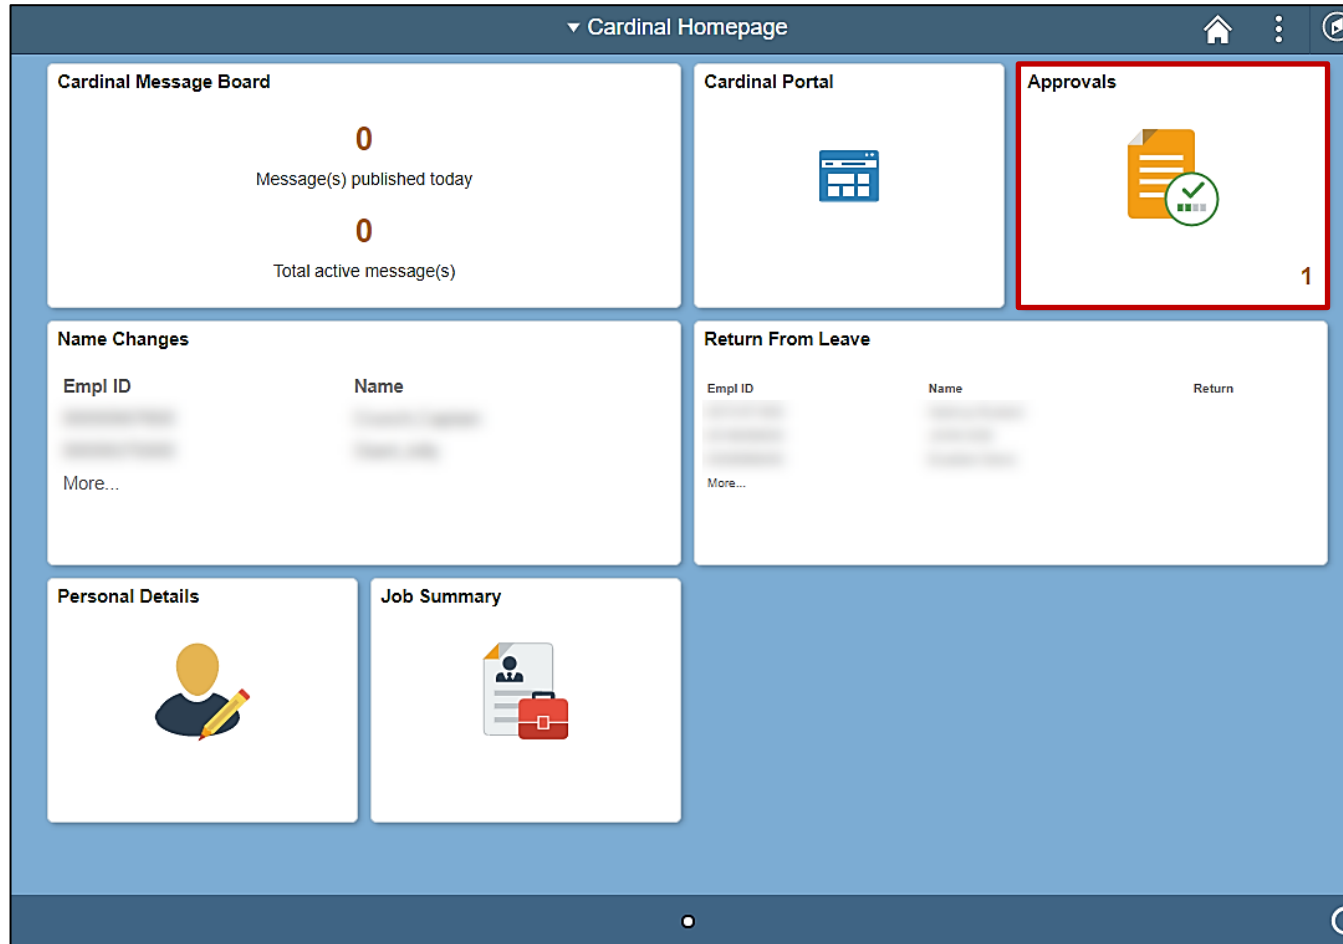 Cardinal Homepage
Cardinal Message Board
0
Message(s) published today
0
Total active message(s)
Cardinal Portal
Approvals
1
Name Changes
Empl ID Name
More...
Return From Leave
Empl ID Name Return
More...
Personal Details
Job Summary